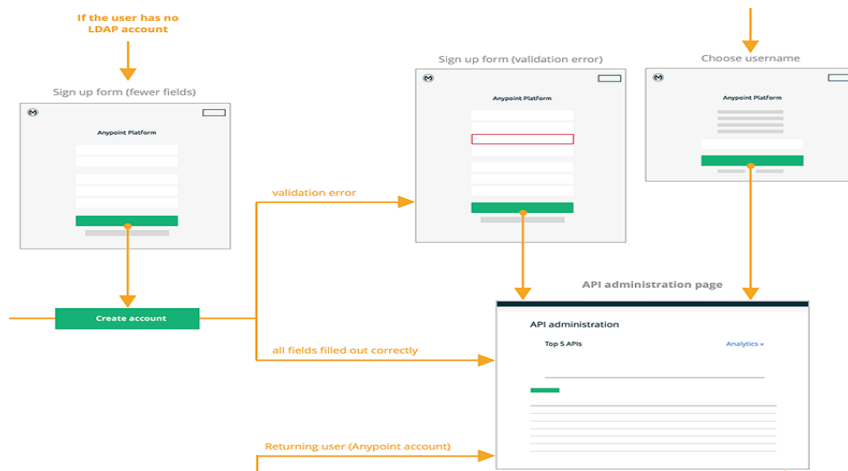 If the user has no
LDAP account
Sign up form (fewer fields)
Anypoint Platform
Sign up form (validation error)
Anypoint Platform
Choose username
Anypoint Platform
validation error
Create account
all fields filled out correctly
API administration page
API administration
Top 5 APIs
Analytics »
Returning user (Anypoint account)